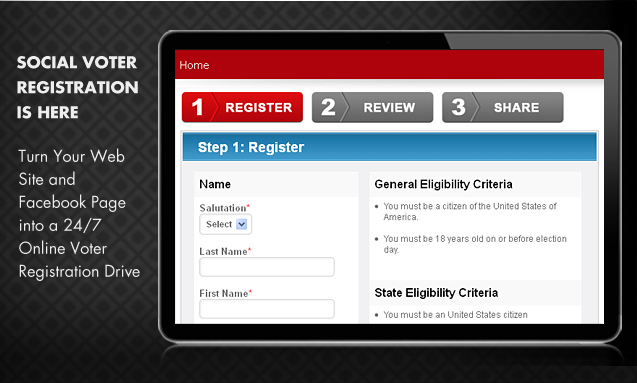 SOCIAL VOTER
REGISTRATION
IS HERE
Turn Your Web
Site and
Facebook Page
into a 24/7
Online Voter
Registration Drive
Home
1 REGISTER
2 REVIEW
3 SHARE
Step 1: Register
Name
Salutation*
Select
Last Name*
First Name*
General Eligibility Criteria
You must be a citizen of the United States of
America.
You must be 18 years old on or before election
day.
State Eligibility Criteria
You must be an United States citizen